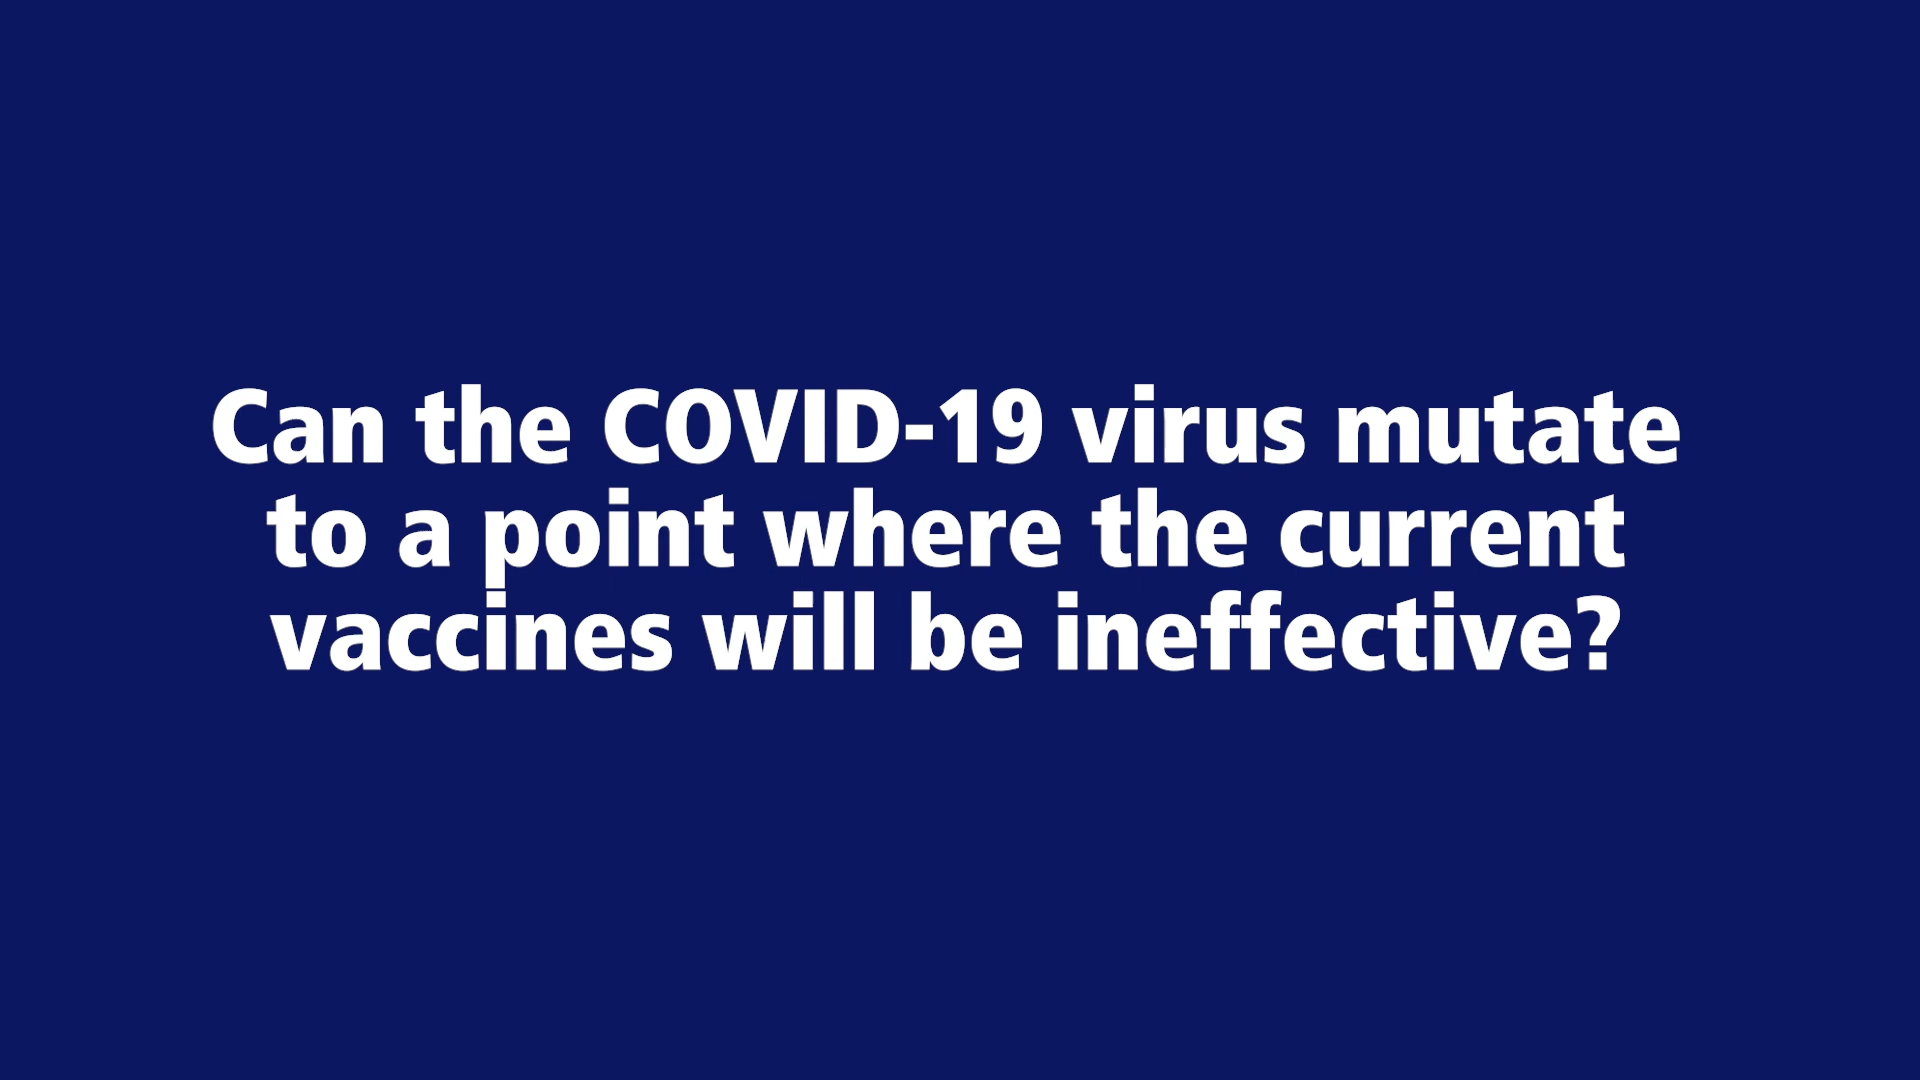 Can the COVID-19 virus mutate
to a point where the current
vaccines will be ineffective?